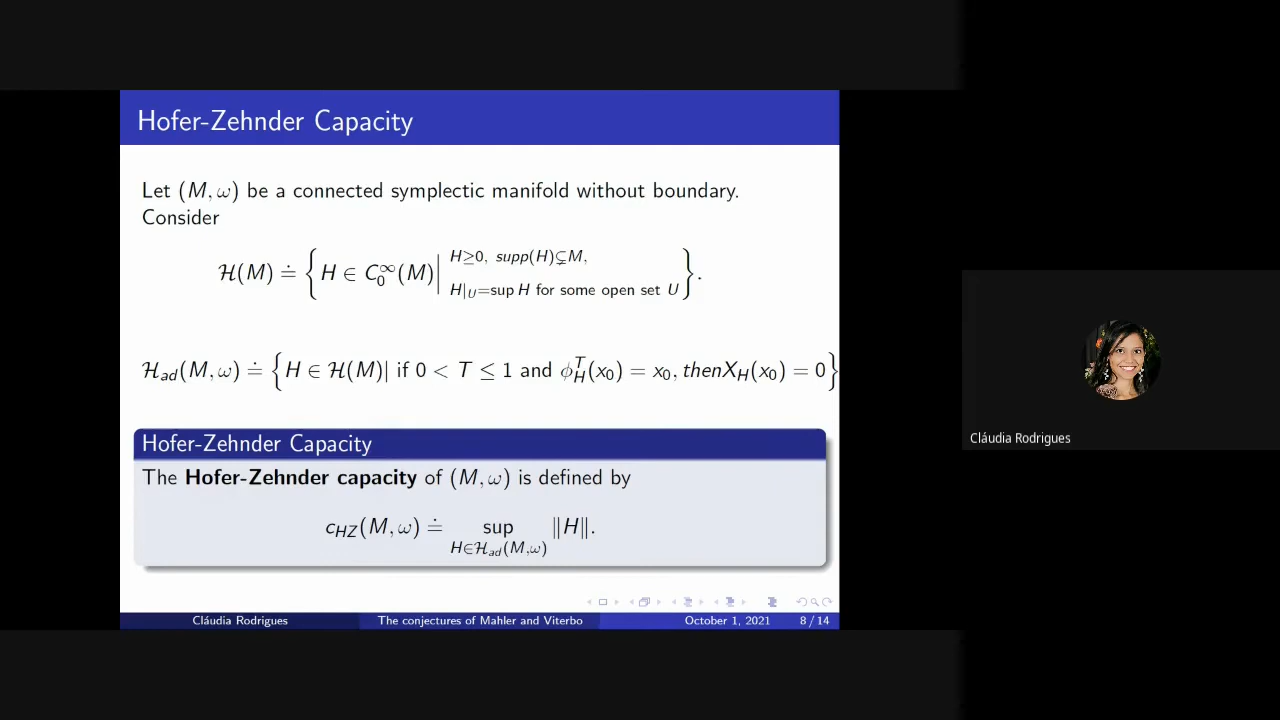 Hofer-Zehnder Capacity
Let (M, ω) be a connected symplectic manifold without boundary.
Consider
ℋ(M) ≐ { H ∈ C₀^∞(M) | H≥0, supp(H)⊊M,
H|_U=sup H for some open set U }.
ℋ_ad(M, ω) ≐ { H ∈ ℋ(M)| if 0 < T ≤ 1 and ϕ_H^T(x₀) = x₀, thenX_H(x₀) = 0}
Hofer-Zehnder Capacity
The Hofer-Zehnder capacity of (M, ω) is defined by
c_HZ(M, ω) ≐ sup ‖H‖.
H∈ℋ_ad(M,ω)
Cláudia Rodrigues
The conjectures of Mahler and Viterbo
October 1, 2021
8 / 14
Cláudia Rodrigues